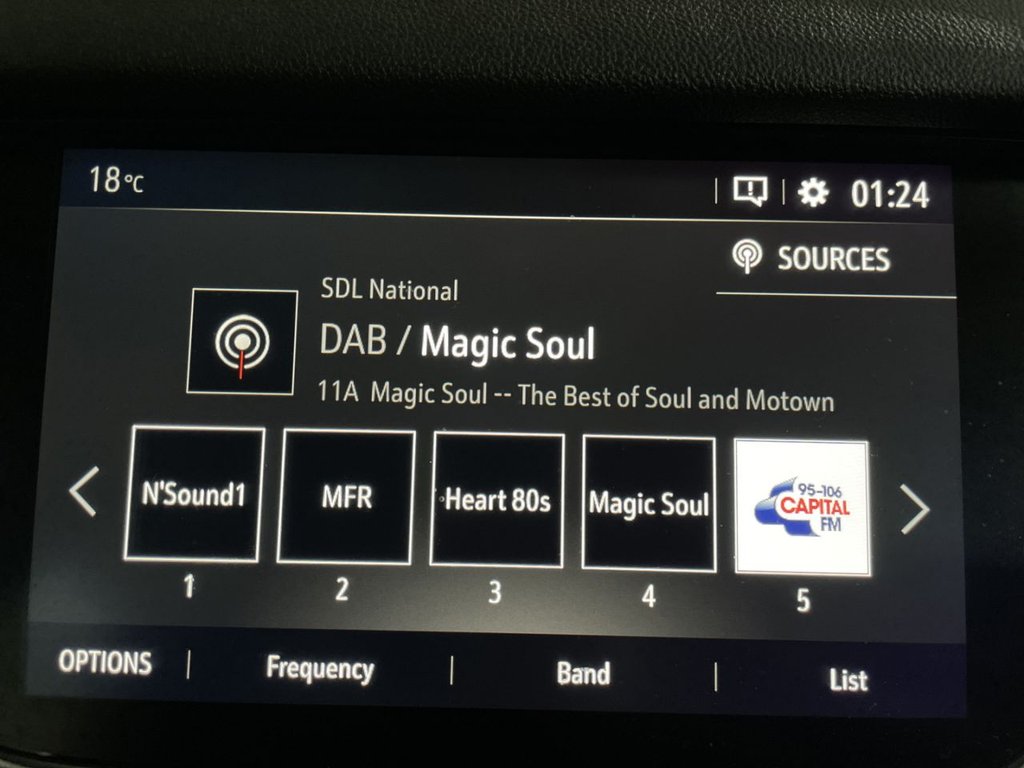 18°C
01:24
SOURCES
SDL National
DAB / Magic Soul
11A Magic Soul -- The Best of Soul and Motown
N'Sound1
MFR
Heart 80s
Magic Soul
95-106
CAPITAL
FM
1
2
3
4
5
OPTIONS
Frequency
Band
List